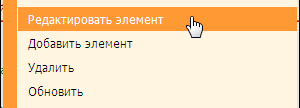 Редактировать элемент
Добавить элемент
Удалить
Обновить